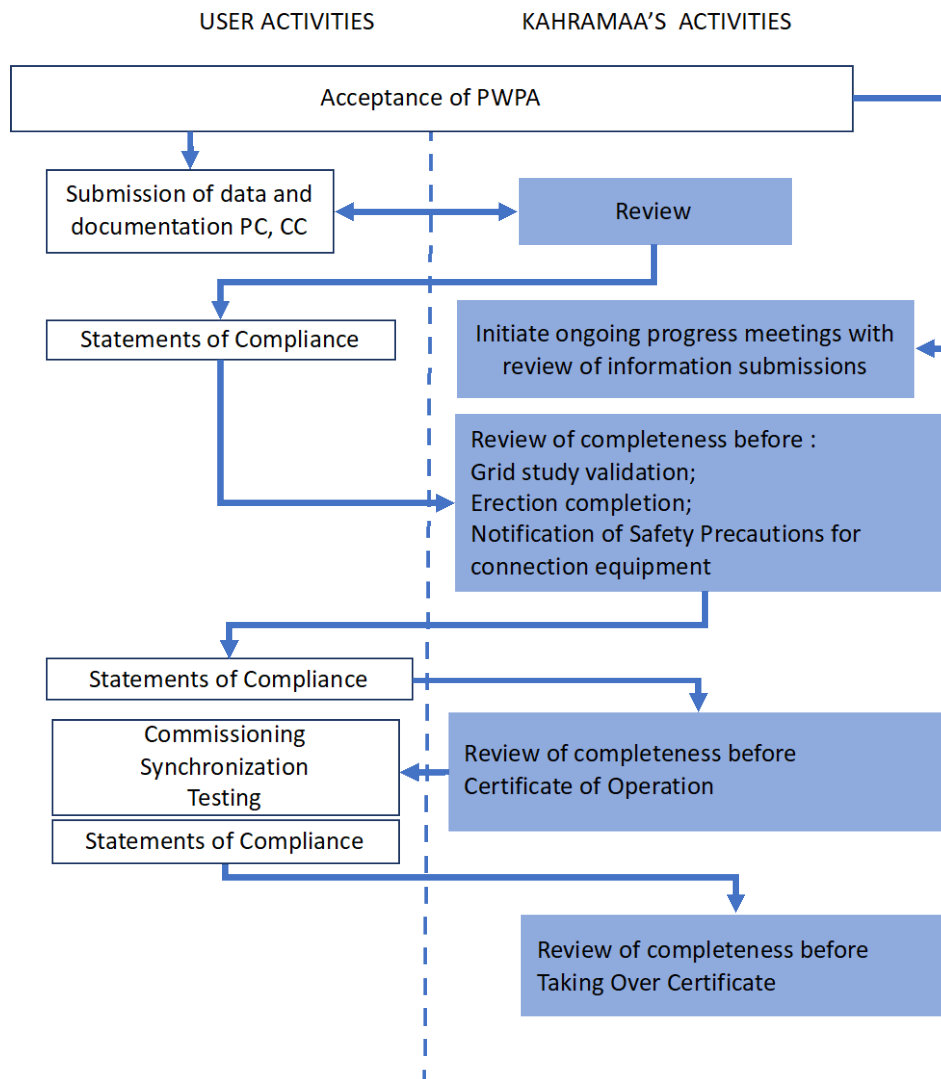 USER ACTIVITIES
KAHRAMAA'S  ACTIVITIES
Acceptance of PWPA
Submission of data and
documentation PC, CC
Review
Statements of Compliance
Initiate ongoing progress meetings with
review of information submissions
Review of completeness before :
Grid study validation;
Erection completion;
Notification of Safety Precautions for
connection equipment
Statements of Compliance
Commissioning
Synchronization
Testing
Review of completeness before
Certificate of Operation
Statements of Compliance
Review of completeness before
Taking Over Certificate